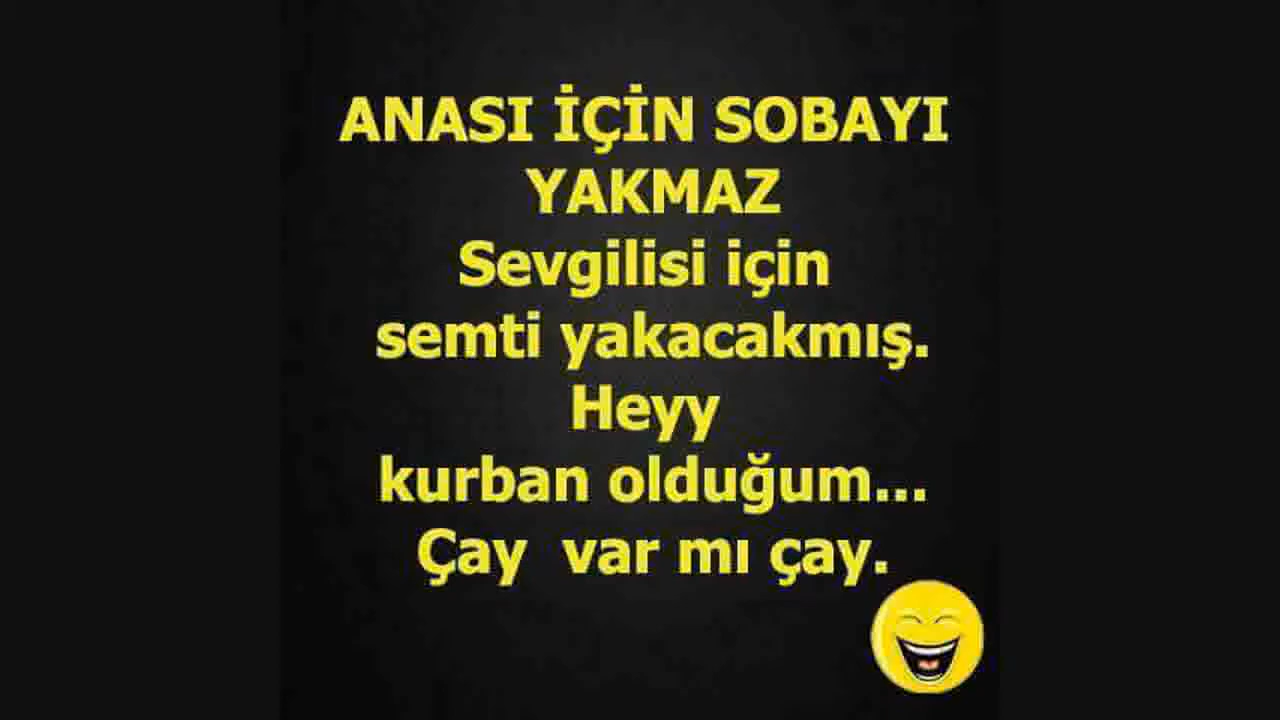 ANASI İÇİN SOBAYI
YAKMAZ
Sevgilisi için
semti yakacakmış.
Heyy
kurban olduğum...
Çay var mı çay.